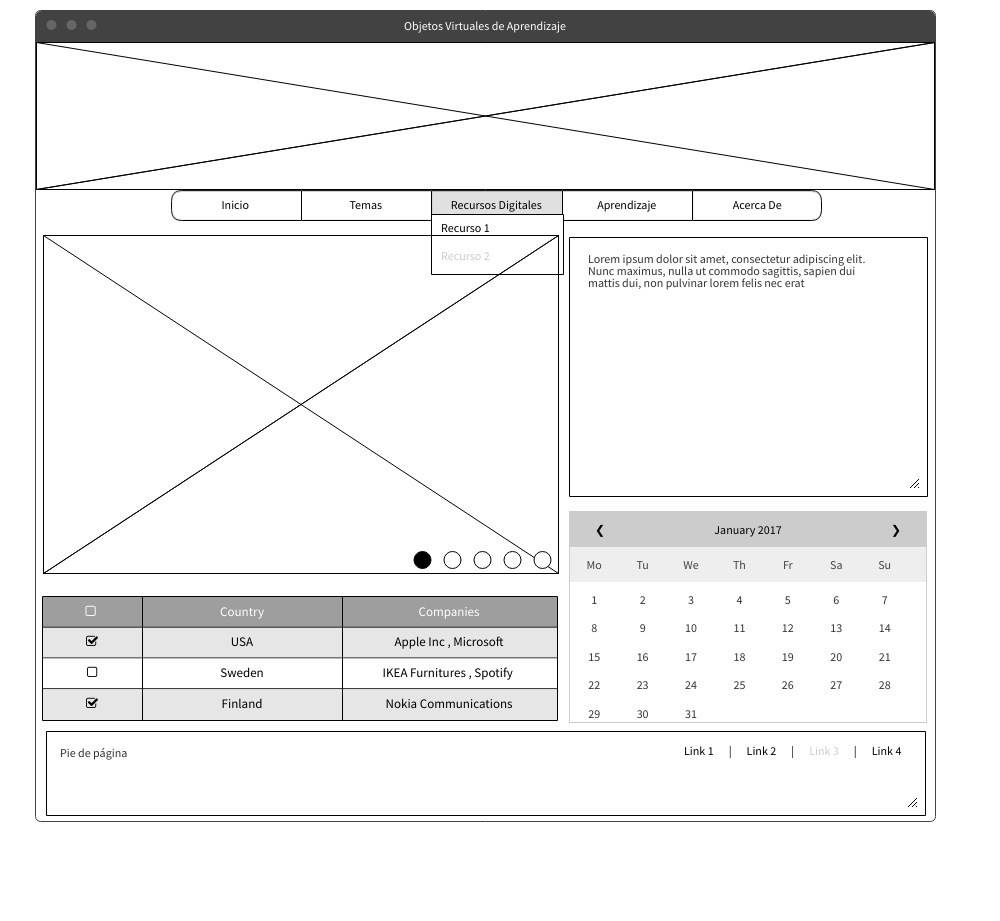 Objetos Virtuales de Aprendizaje
Inicio Temas Recursos Digitales Aprendizaje Acerca De
Recurso 1
Recurso 2
Lorem ipsum dolor sit amet, consectetur adipiscing elit.
Nunc maximus, nulla ut commodo sagittis, sapien dui
mattis dui, non pulvinar lorem felis nec erat
January 2017
Mo Tu We Th Fr Sa Su
1 2 3 4 5 6 7
8 9 10 11 12 13 14
15 16 17 18 19 20 21
22 23 24 25 26 27 28
29 30 31
Country Companies
USA Apple Inc , Microsoft
Sweden IKEA Furnitures , Spotify
Finland Nokia Communications
Pie de página
Link 1 | Link 2 | Link 3 | Link 4